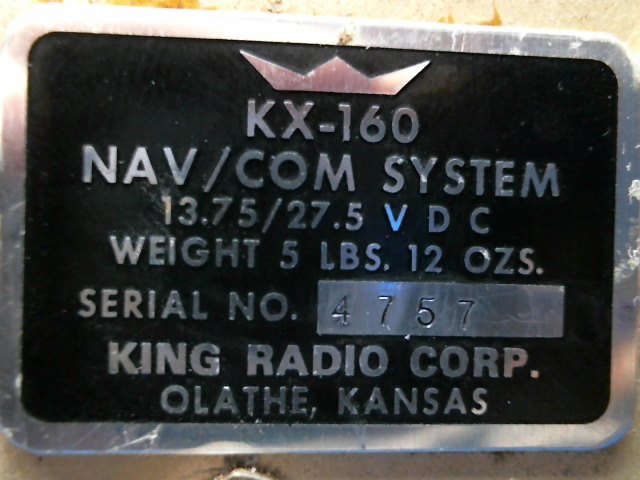 KX-160
NAV/COM SYSTEM
13.75/27.5 V D C
WEIGHT 5 LBS. 12 OZS.
SERIAL NO. 4757
KING RADIO CORP.
OLATHE, KANSAS